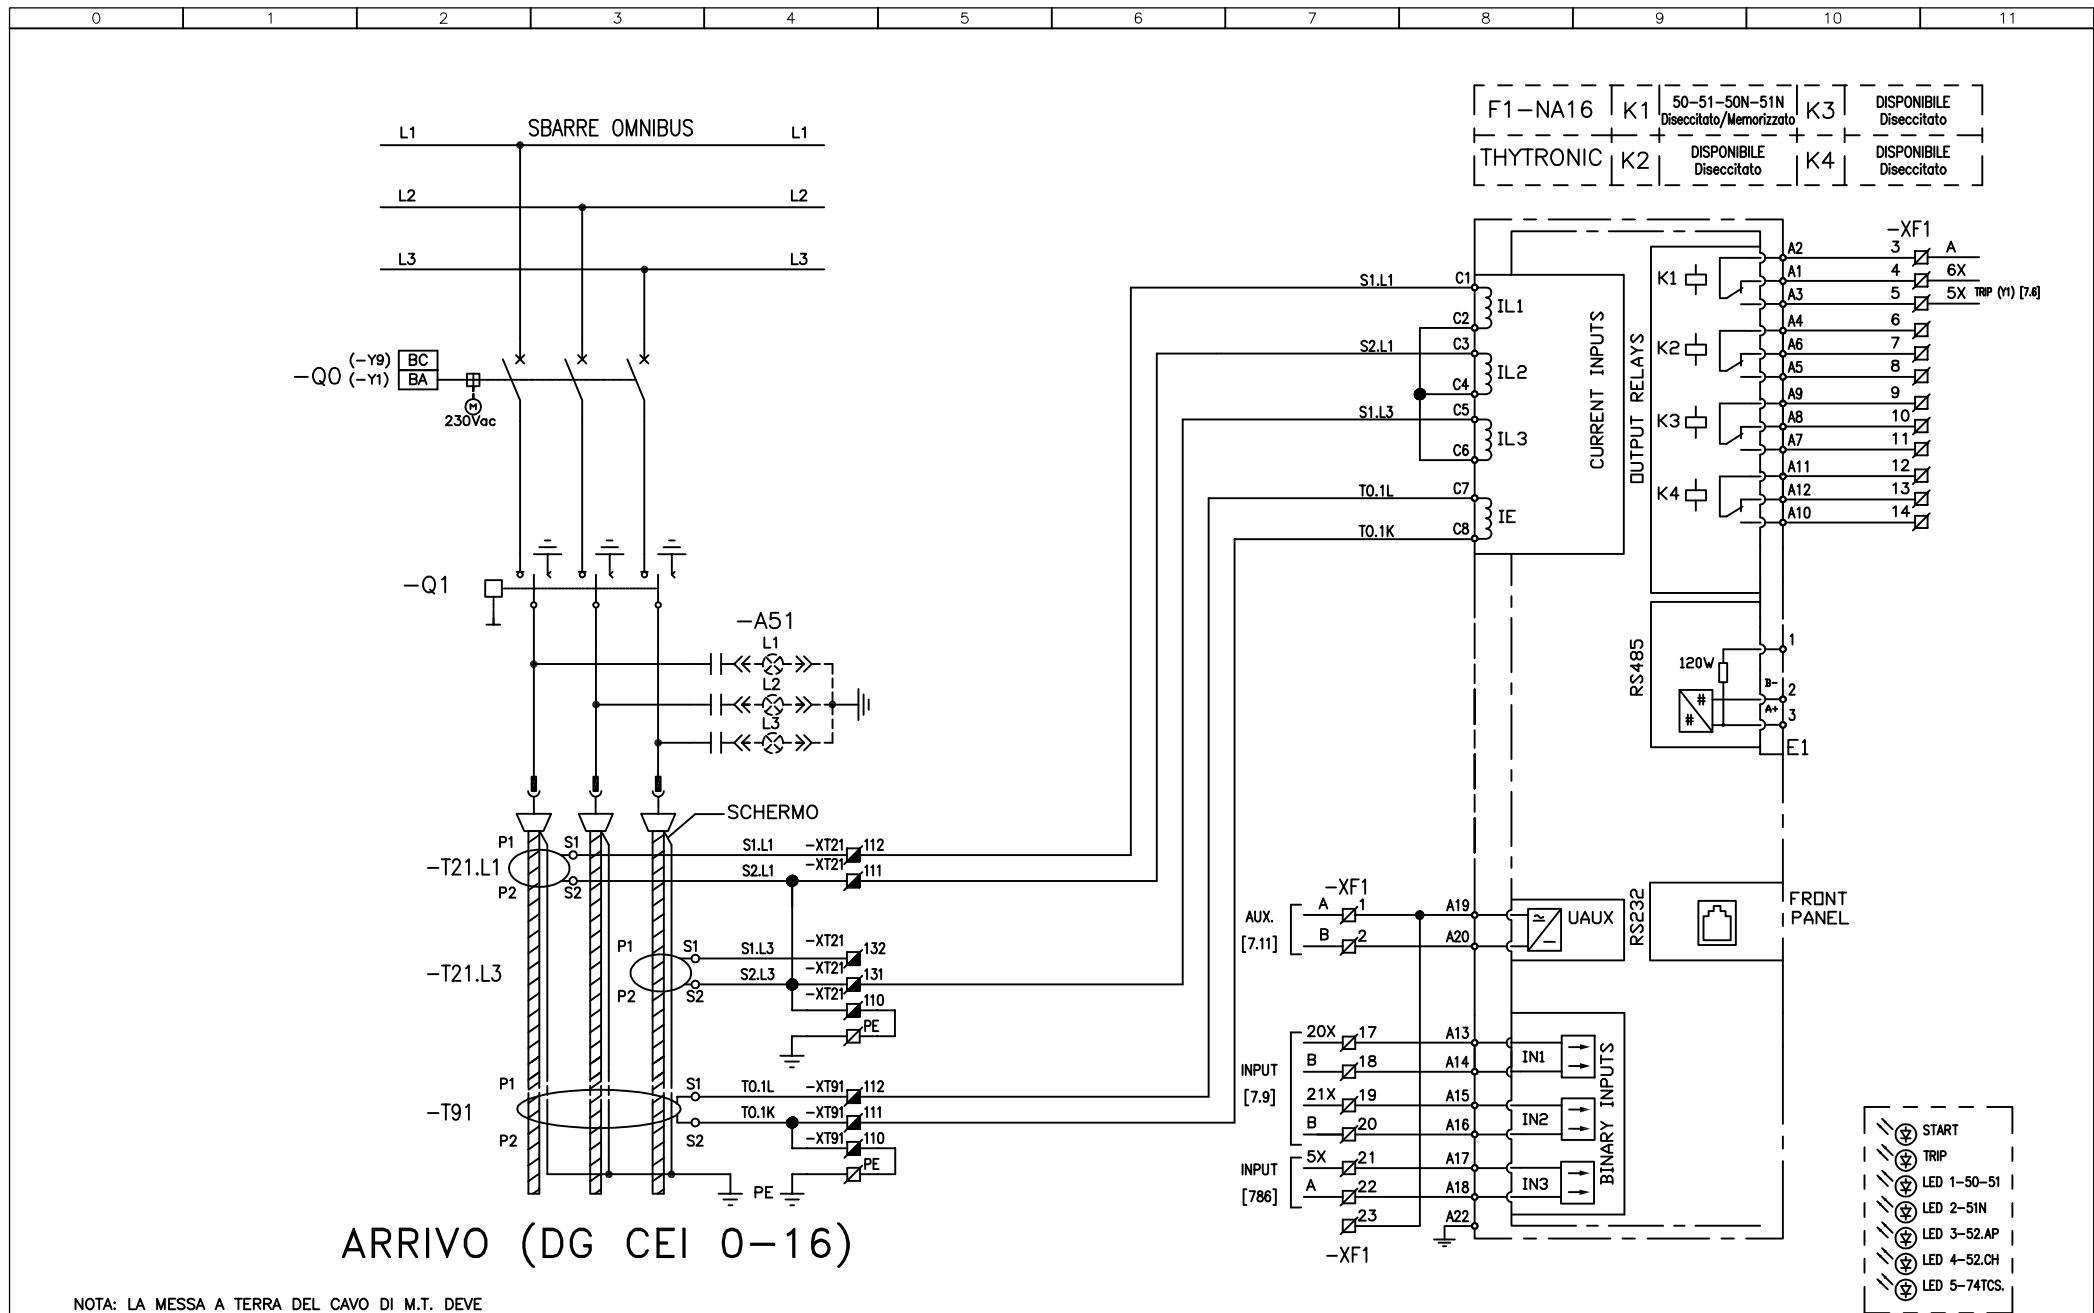 0 1 2 3 4 5 6 7 8 9 10 11
F1-NA16 K1 50-51-50N-51N Diseccitato/Memorizzato K3 DISPONIBILE Diseccitato
THYTRONIC K2 DISPONIBILE Diseccitato K4 DISPONIBILE Diseccitato
SBARRE OMNIBUS
L1 L1
L2 L2
L3 L3
-Q0 (-Y9) BC
(-Y1) BA
M
230Vac
-Q1
-A51
L1
L2
L3
SCHERMO
-T21.L1
P1 S1 S1.L1 -XT21 112
P2 S2 S2.L1 -XT21 111
-T21.L3
P1 S1 S1.L3 -XT21 132
P2 S2 S2.L3 -XT21 131
-XT21 110
PE
-T91
P1 S1 T0.1L -XT91 112
P2 S2 T0.1K -XT91 111
-XT91 110
PE
PE
ARRIVO (DG CEI 0-16)
NOTA: LA MESSA A TERRA DEL CAVO DI M.T. DEVE
S1.L1 C1
IL1
C2
S2.L1 C3
IL2
C4
S1.L3 C5
IL3
C6
T0.1L C7
IE
T0.1K C8
CURRENT INPUTS
OUTPUT RELAYS
-XF1
K1
A2 3 A
A1 4 6X
A3 5 5X TRIP (Y1) [7.6]
K2
A4 6
A6 7
A5 8
K3
A9 9
A8 10
A7 11
K4
A11 12
A12 13
A10 14
RS485
120W
1
B- 2
A+ 3
# #
E1
-XF1
AUX. [7.11]
A 1 A19
B 2 A20
UAUX
RS232
FRONT
PANEL
INPUT [7.9]
20X 17 A13
B 18 A14
IN1
21X 19 A15
B 20 A16
IN2
INPUT [786]
5X 21 A17
A 22 A18
IN3
23 A22
-XF1
BINARY INPUTS
START
TRIP
LED 1-50-51
LED 2-51N
LED 3-52.AP
LED 4-52.CH
LED 5-74TCS.